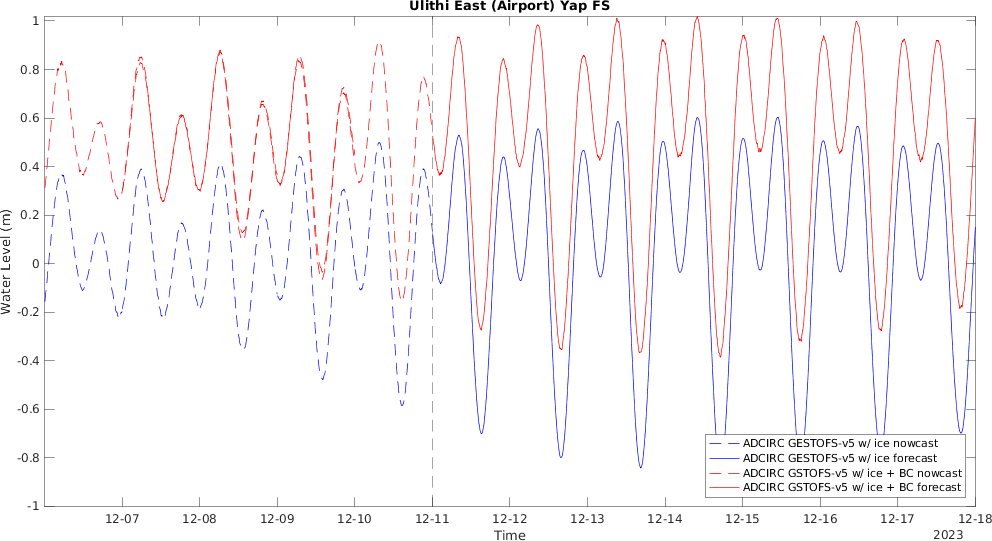 Ulithi East (Airport) Yap FS
Water Level (m)
1
0.8
0.6
0.4
0.2
0
-0.2
-0.4
-0.6
-0.8
-1
ADCIRC GESTOFS-v5 w/ ice nowcast
ADCIRC GESTOFS-v5 w/ ice forecast
ADCIRC GSTOFS-v5 w/ ice + BC nowcast
ADCIRC GSTOFS-v5 w/ ice + BC forecast
12-07 12-08 12-09 12-10 12-11 12-12 12-13 12-14 12-15 12-16 12-17 12-18
Time
2023